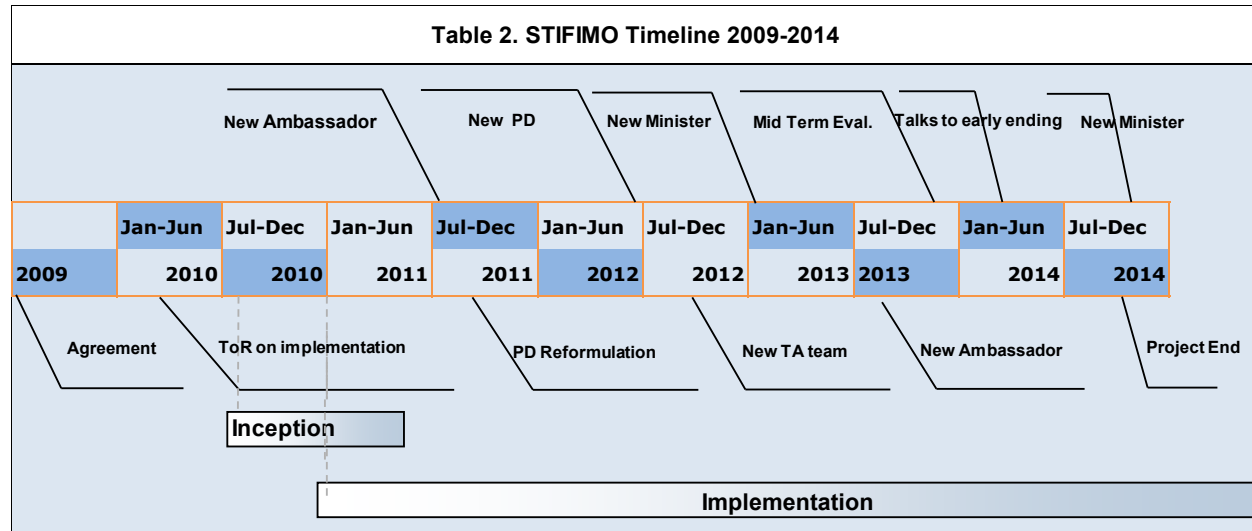 Table 2. STIFIMO Timeline 2009-2014
New Ambassador New PD New Minister Mid Term Eval. Talks to early ending New Minister
Jan-Jun Jul-Dec Jan-Jun Jul-Dec Jan-Jun Jul-Dec Jan-Jun Jul-Dec Jan-Jun Jul-Dec
2009 2010 2010 2011 2011 2012 2012 2013 2013 2014 2014
Agreement ToR on implementation PD Reformulation New TA team New Ambassador Project End
Inception
Implementation